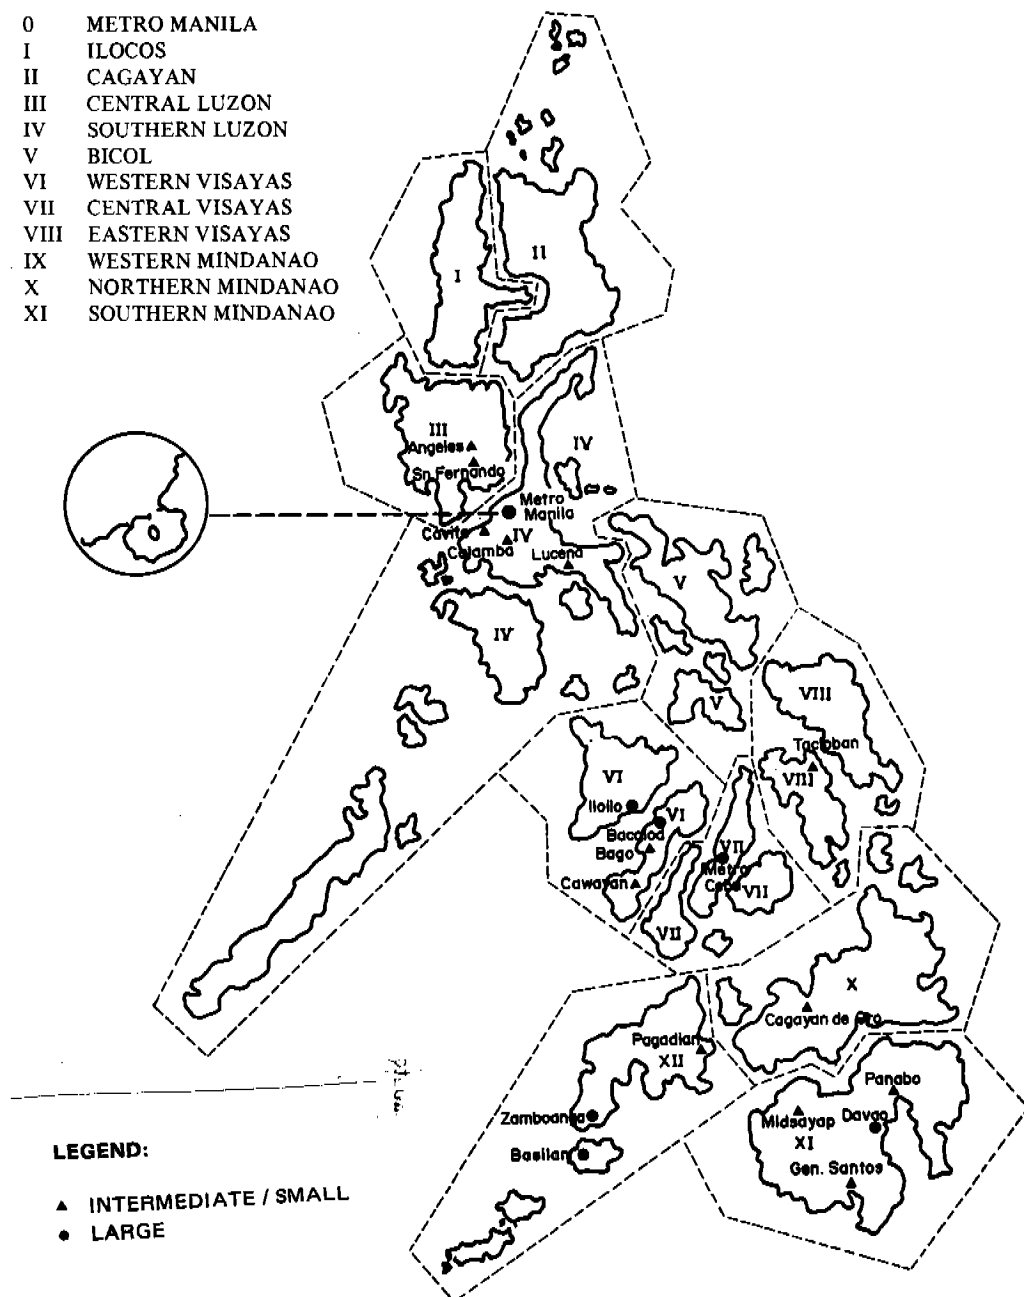 0 METRO MANILA
I ILOCOS
II CAGAYAN
III CENTRAL LUZON
IV SOUTHERN LUZON
V BICOL
VI WESTERN VISAYAS
VII CENTRAL VISAYAS
VIII EASTERN VISAYAS
IX WESTERN MINDANAO
X NORTHERN MINDANAO
XI SOUTHERN MINDANAO
II
I
III
Angeles
Sn Fernando
IV
Metro
Manila
Cavite
IV
Calamba
Lucena
V
IV
VIII
V
Tacloban
VIII
VI
Iloilo
VI
Bacolod
Bago
VII
Metro
Cebu
Cawayan
VII
VII
X
Cagayan de Oro
Pagadian
XII
Panabo
Zamboanga
Midsayap
Davao
XI
Basilan
Gen. Santos
LEGEND:
▲ INTERMEDIATE / SMALL
● LARGE